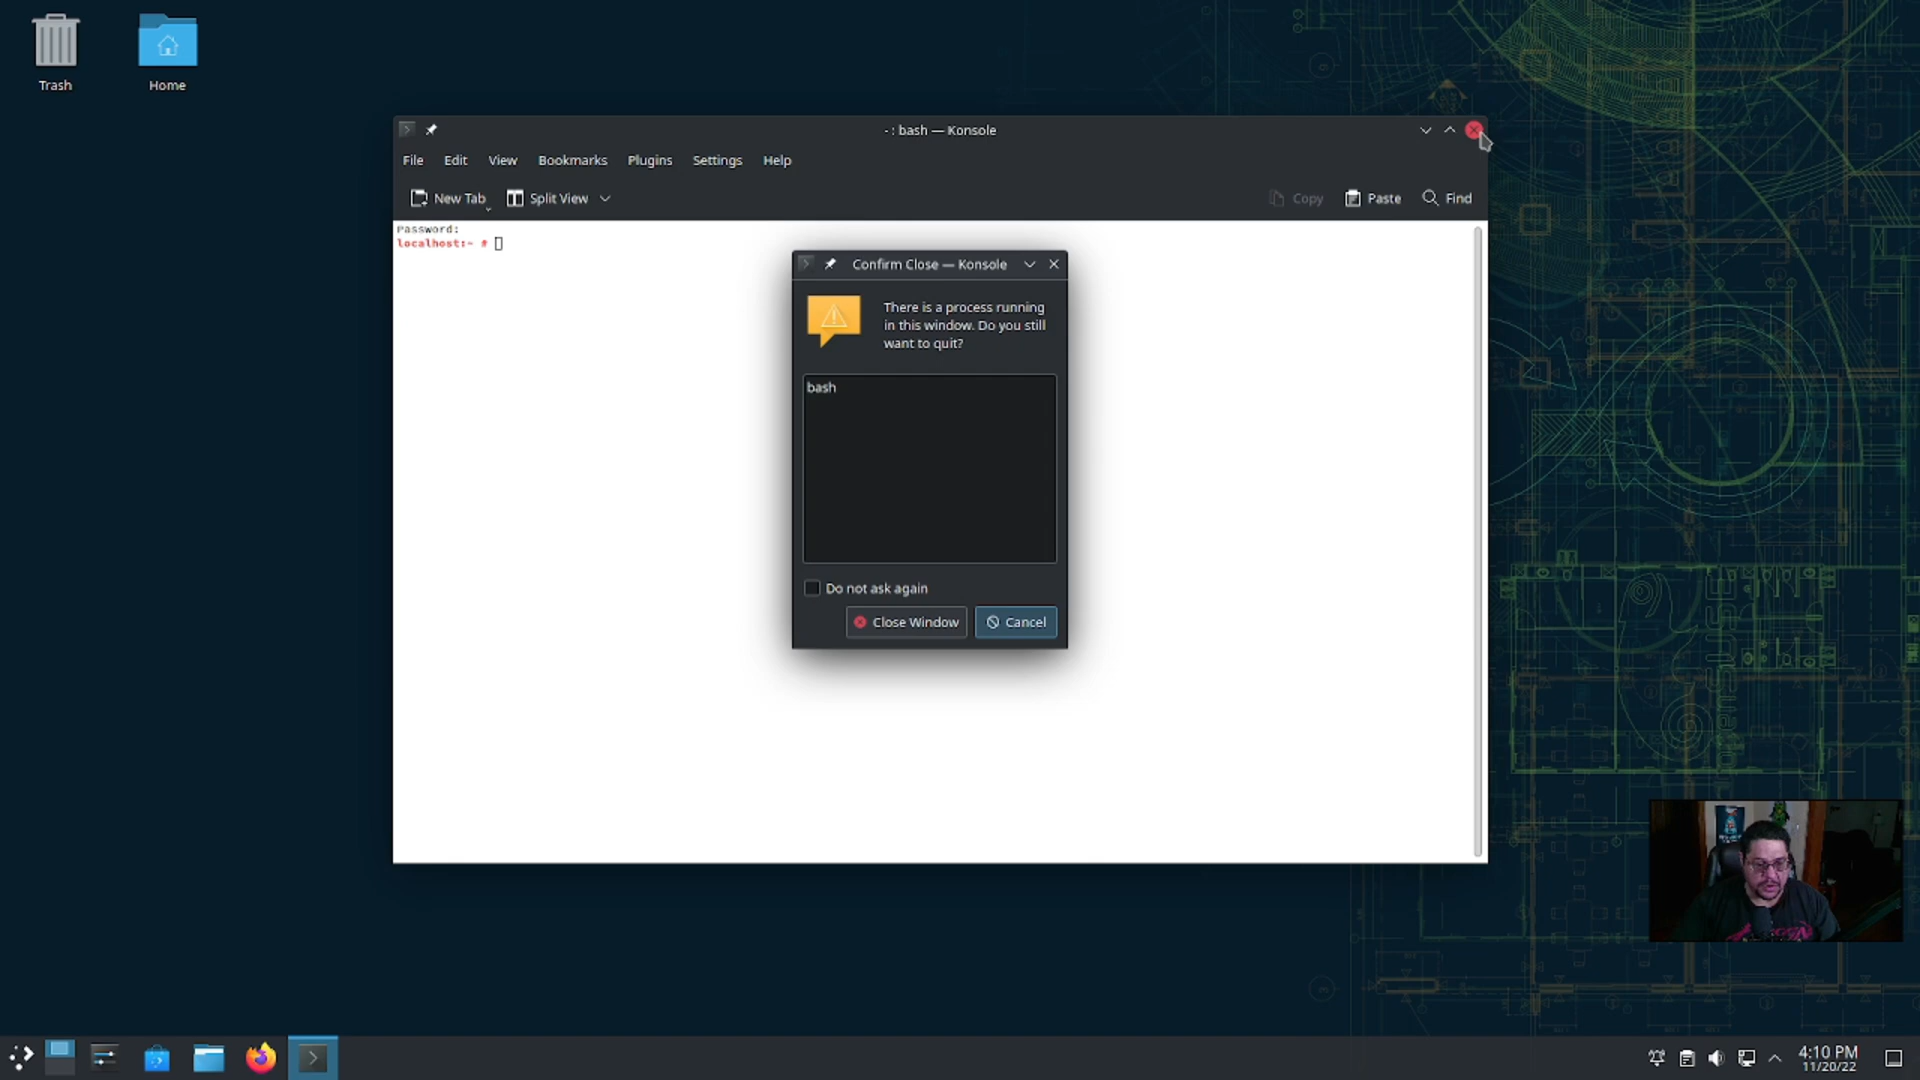 Trash
Home
- : bash — Konsole
File Edit View Bookmarks Plugins Settings Help
New Tab Split View Copy Paste Find
Password:
localhost:~ #
Confirm Close — Konsole
There is a process running
in this window. Do you still
want to quit?
bash
Do not ask again
Close Window Cancel
openSUSE
4:10 PM
11/20/22